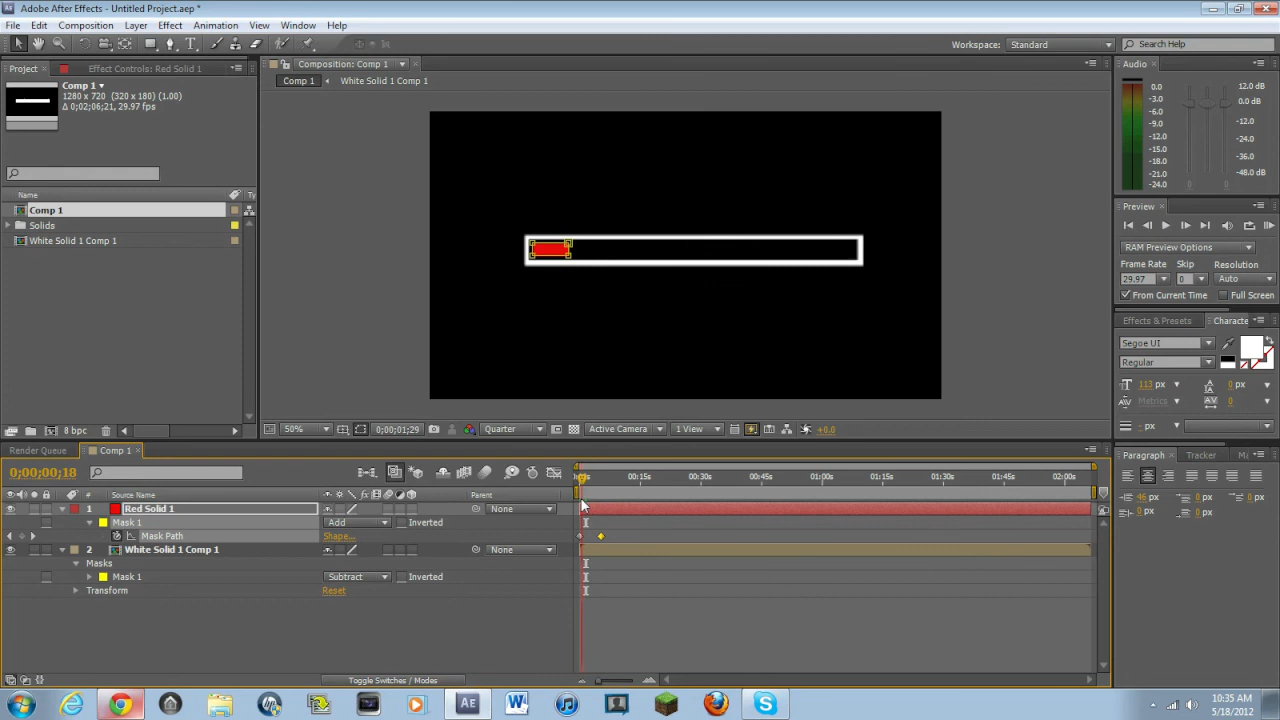 Adobe After Effects - Untitled Project.aep *
File Edit Composition Layer Effect Animation View Window Help
Workspace: Standard Search Help
Project Effect Controls: Red Solid 1
Comp 1
1280 x 720 (320 x 180) (1.00)
Δ 0;02;06;21, 29.97 fps
Name Ty
Comp 1
Solids
White Solid 1 Comp 1
8 bpc
Composition: Comp 1
Comp 1 White Solid 1 Comp 1
50% 0;00;01;29 Quarter Active Camera 1 View +0.0
Audio
0.0 12.0 dB
-3.0
-6.0 0.0 dB
-9.0 -12.0
-12.0 -24.0
-15.0
-18.0 -36.0
-21.0 -48.0 dB
-24.0
Preview
RAM Preview Options
Frame Rate Skip Resolution
29.97 0 Auto
From Current Time Full Screen
Effects & Presets Characte
Segoe UI
Regular
113 px 0 px
Metrics 0
- px
Paragraph Tracker Ma
46 px 0 px 0 px
0 px 0 px
Render Queue Comp 1
0;00;00;18
# Source Name Parent
00:15s 00:30s 00:45s 01:00s 01:15s 01:30s 01:45s 02:00s
1 Red Solid 1 None
Mask 1 Add Inverted
Mask Path Shape...
2 White Solid 1 Comp 1 None
Masks
Mask 1 Subtract Inverted
Transform Reset
Toggle Switches / Modes
10:35 AM
5/18/2012